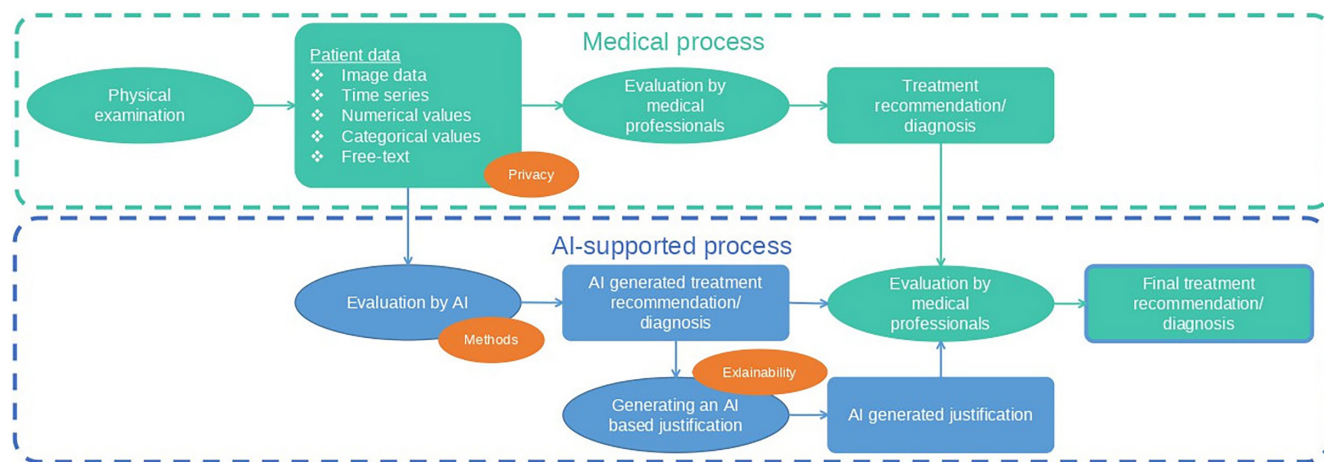 Medical process
Physical
examination
Patient data
❖ Image data
❖ Time series
❖ Numerical values
❖ Categorical values
❖ Free-text
Privacy
Evaluation by
medical
professionals
Treatment
recommendation/
diagnosis
AI-supported process
Evaluation by AI
Methods
AI generated treatment
recommendation/
diagnosis
Evaluation by
medical
professionals
Final treatment
recommendation/
diagnosis
Exlainability
Generating an AI
based justification
AI generated justification